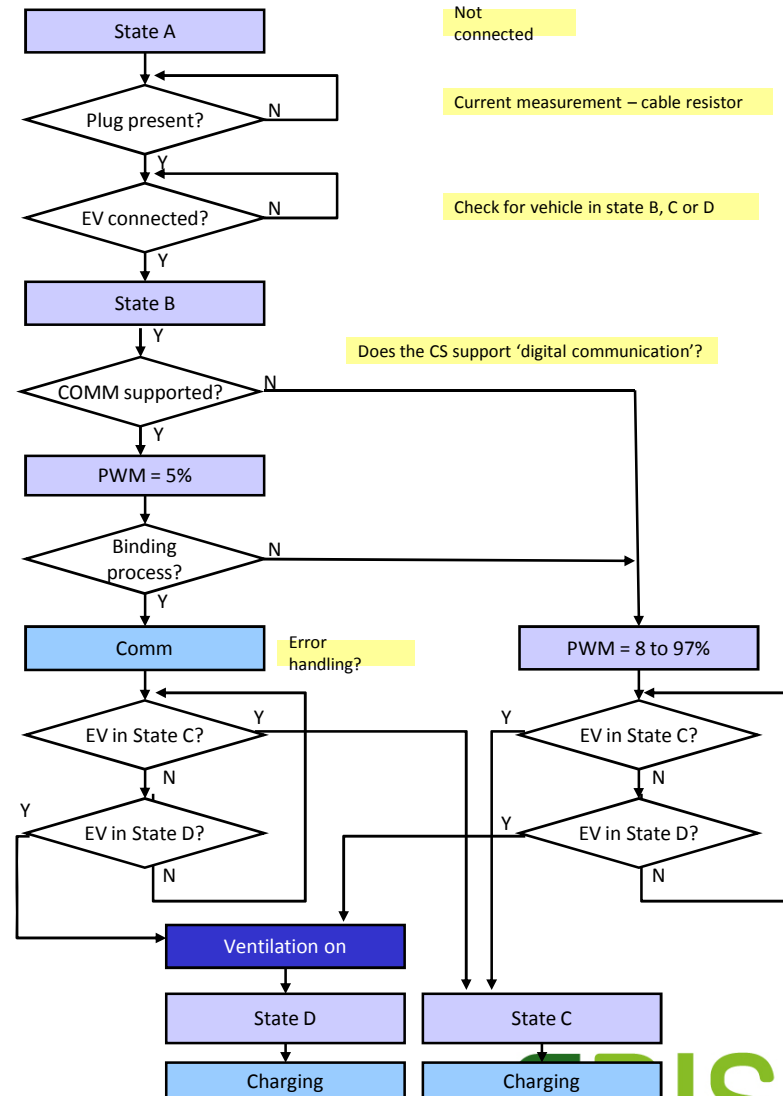 State A
Not
connected
N
Plug present?
Current measurement – cable resistor
Y
N
EV connected?
Check for vehicle in state B, C or D
Y
State B
Y
Does the CS support ‘digital communication’?
COMM supported?
N
Y
PWM = 5%
Binding
process?
N
Y
Comm
Error
handling?
PWM = 8 to 97%
EV in State C?
Y
Y
EV in State C?
N
N
Y
EV in State D?
Y
EV in State D?
N
N
Ventilation on
State D
State C
Charging
Charging